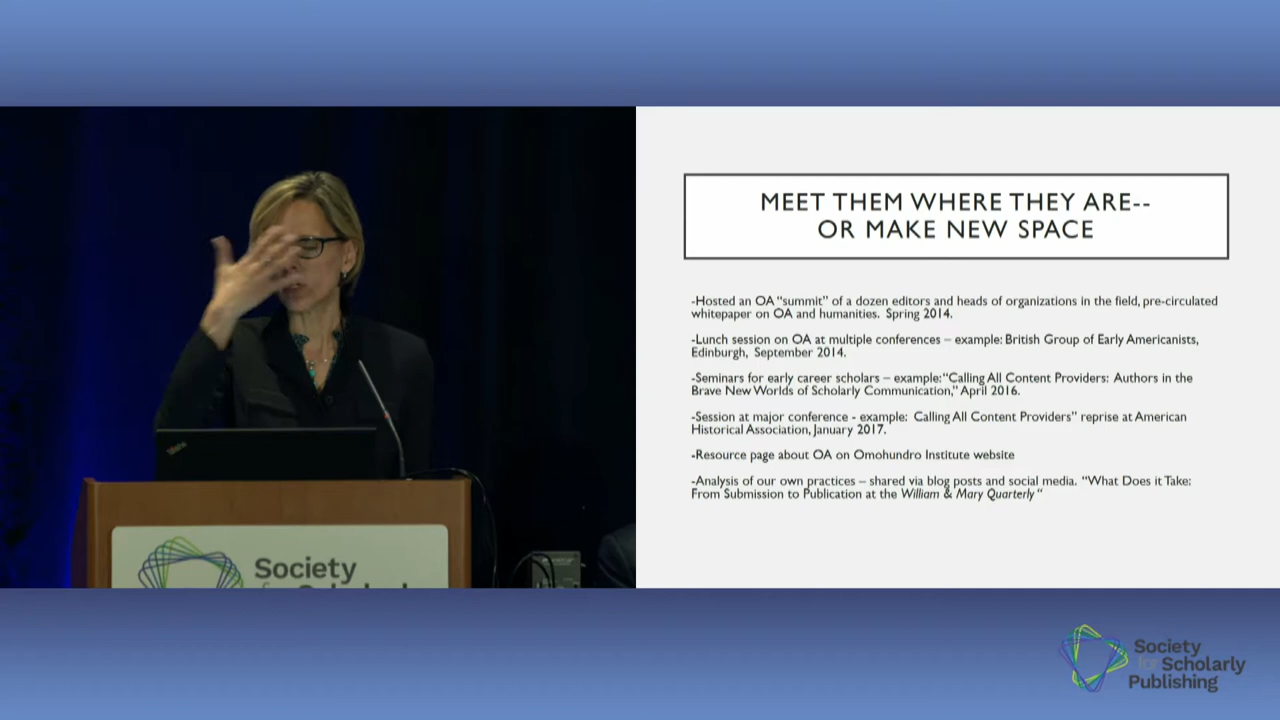 MEET THEM WHERE THEY ARE--
OR MAKE NEW SPACE
-Hosted an OA "summit" of a dozen editors and heads of organizations in the field, pre-circulated
whitepaper on OA and humanities.  Spring 2014.
-Lunch session on OA at multiple conferences – example: British Group of Early Americanists,
Edinburgh,  September 2014.
-Seminars for early career scholars – example: "Calling All Content Providers:  Authors in the
Brave New Worlds of Scholarly Communication," April 2016.
-Session at major conference - example:  Calling All Content Providers" reprise at American
Historical Association, January 2017.
-Resource page about OA on Omohundro Institute website
-Analysis of our own practices – shared via blog posts and social media.  "What Does it Take:
From Submission to Publication at the William & Mary Quarterly "
Society
Society
for Scholarly
Publishing